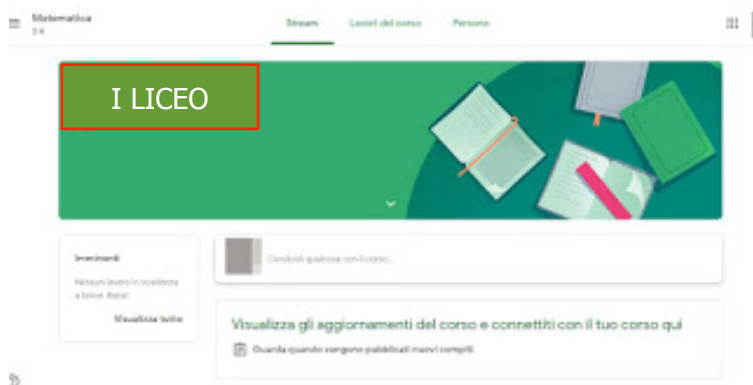 Matematica
Stream Lavori del corso Persone
I LICEO
Imminenti
Nessun lavoro in scadenza
a breve. Bene!
Visualizza tutto
Condividi qualcosa con il corso...
Visualizza gli aggiornamenti del corso e connettiti con il tuo corso qui
Guarda quando vengono pubblicati nuovi compiti